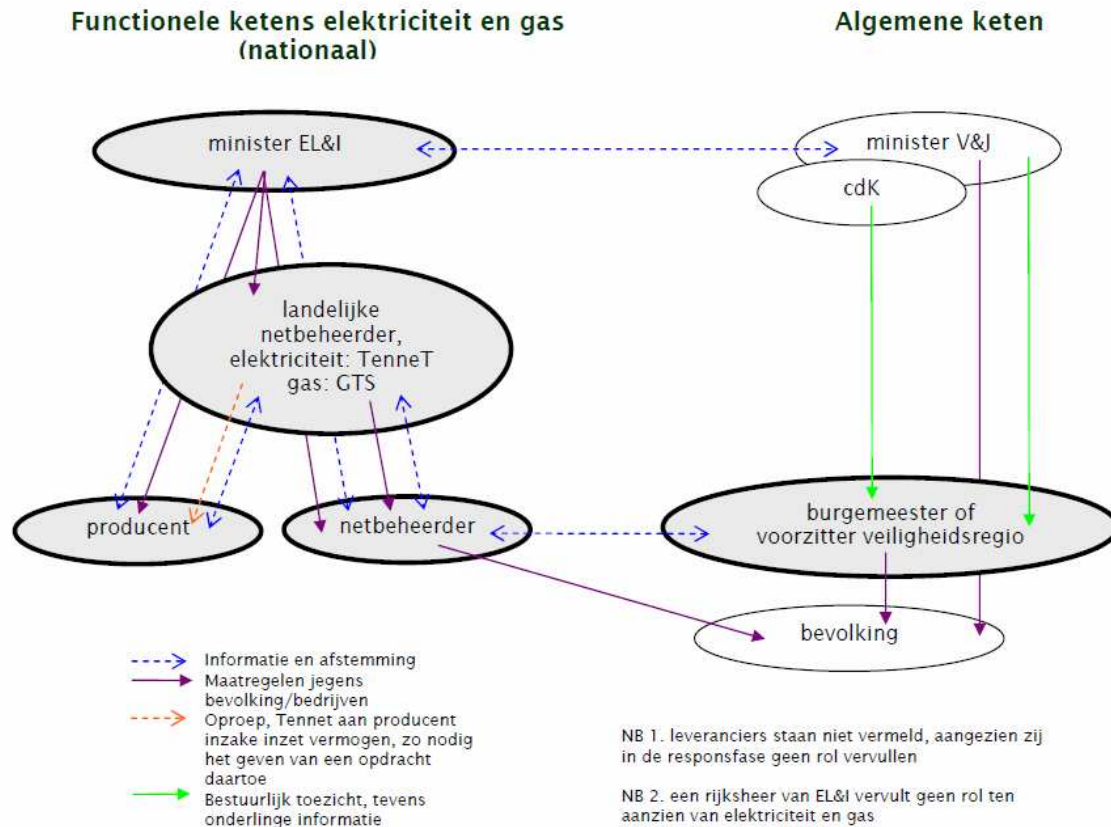 Functionele ketens elektriciteit en gas
(nationaal)
Algemene keten
minister EL&I
minister V&J
cdK
landelijke
netbeheerder,
elektriciteit: TenneT
gas: GTS
producent
netbeheerder
burgemeester of
voorzitter veiligheidsregio
bevolking
Informatie en afstemming
Maatregelen jegens
bevolking/bedrijven
Oproep, Tennet aan producent
inzake inzet vermogen, zo nodig
het geven van een opdracht
daartoe
Bestuurlijk toezicht, tevens
onderlinge informatie
NB 1. leveranciers staan niet vermeld, aangezien zij
in de responsfase geen rol vervullen
NB 2. een rijksheer van EL&I vervult geen rol ten
aanzien van elektriciteit en gas